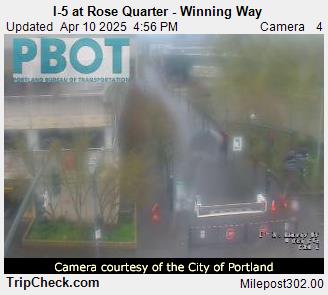 I-5 at Rose Quarter - Winning Way
Updated Apr 10 2025 4:56 PM Camera 4
PBOT
PORTLAND BUREAU OF TRANSPORTATION
Camera courtesy of the City of Portland
TripCheck.com Milepost302.00